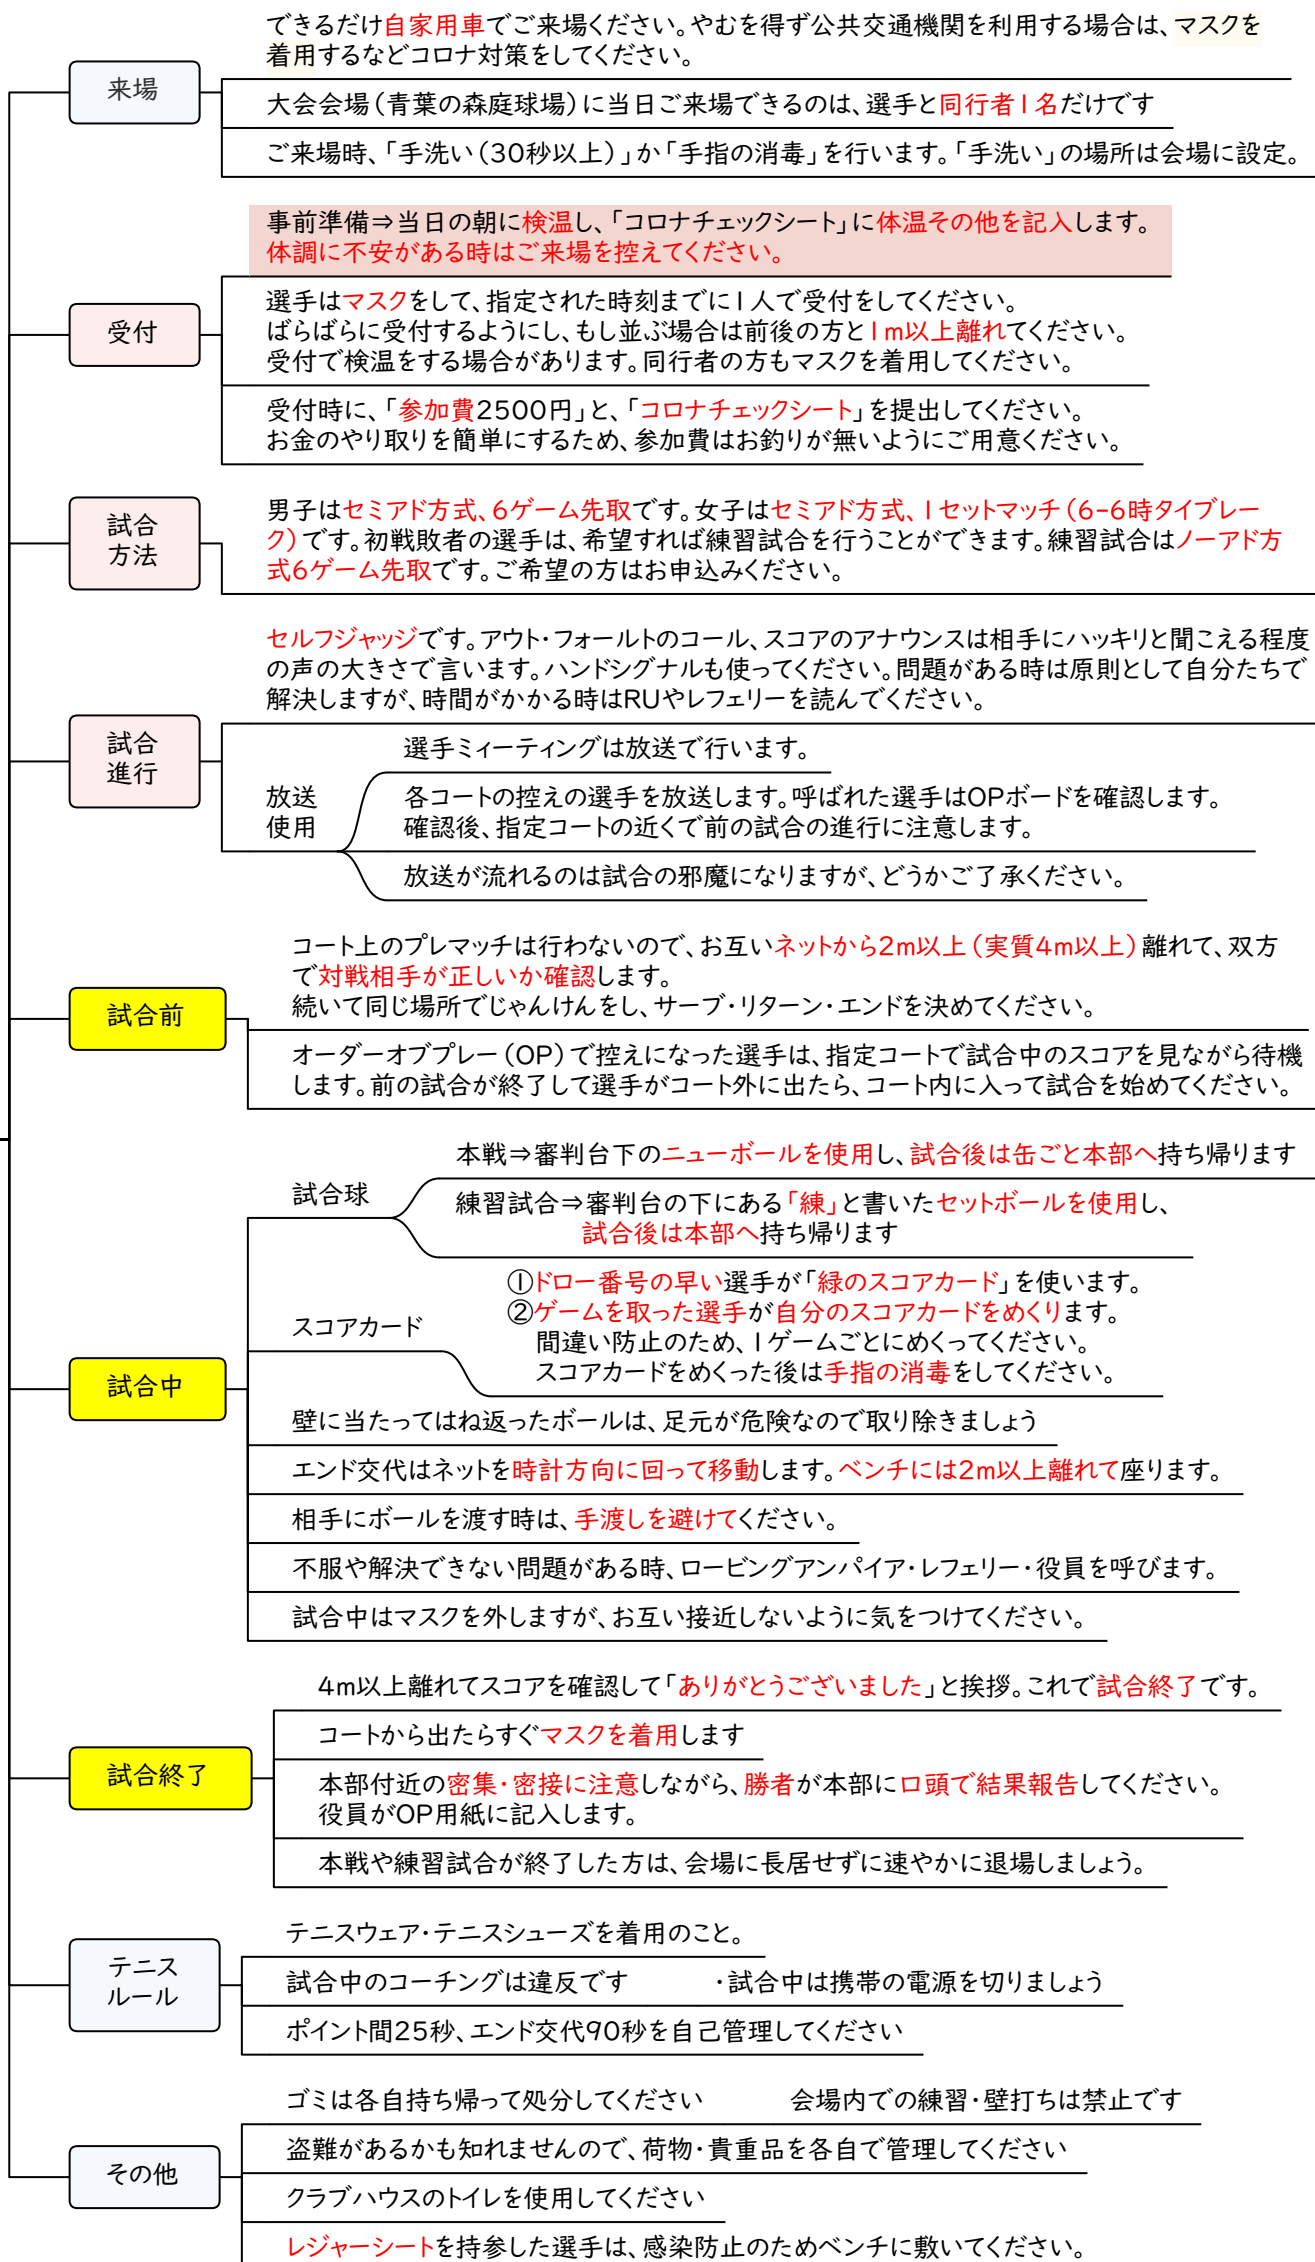 できるだけ自家用車でご来場ください。やむを得ず公共交通機関を利用する場合は、マスクを
着用するなどコロナ対策をしてください。
来場
大会会場(青葉の森庭球場)に当日ご来場できるのは、選手と同行者1名だけです
ご来場時、「手洗い(30秒以上)」か「手指の消毒」を行います。「手洗い」の場所は会場に設定。
事前準備⇒当日の朝に検温し、「コロナチェックシート」に体温その他を記入します。
体調に不安がある時はご来場を控えてください。
受付
選手はマスクをして、指定された時刻までに1人で受付をしてください。
ばらばらに受付するようにし、もし並ぶ場合は前後の方と1m以上離れてください。
受付で検温をする場合があります。同行者の方もマスクを着用してください。
受付時に、「参加費2500円」と、「コロナチェックシート」を提出してください。
お金のやり取りを簡単にするため、参加費はお釣りが無いようにご用意ください。
試合
方法
男子はセミアド方式、6ゲーム先取です。女子はセミアド方式、1セットマッチ(6-6時タイブレー
ク)です。初戦敗者の選手は、希望すれば練習試合を行うことができます。練習試合はノーアド方
式6ゲーム先取です。ご希望の方はお申込みください。
セルフジャッジです。アウト・フォールトのコール、スコアのアナウンスは相手にハッキリと聞こえる程度
の声の大きさで言います。ハンドシグナルも使ってください。問題がある時は原則として自分たちで
解決しますが、時間がかかる時はRUやレフェリーを読んでください。
試合
進行
放送
使用
選手ミィーティングは放送で行います。
各コートの控えの選手を放送します。呼ばれた選手はOPボードを確認します。
確認後、指定コートの近くで前の試合の進行に注意します。
放送が流れるのは試合の邪魔になりますが、どうかご了承ください。
コート上のプレマッチは行わないので、お互いネットから2m以上(実質4m以上)離れて、双方
で対戦相手が正しいか確認します。
続いて同じ場所でじゃんけんをし、サーブ・リターン・エンドを決めてください。
試合前
オーダーオブプレー(OP)で控えになった選手は、指定コートで試合中のスコアを見ながら待機
します。前の試合が終了して選手がコート外に出たら、コート内に入って試合を始めてください。
試合球
本戦⇒審判台下のニューボールを使用し、試合後は缶ごと本部へ持ち帰ります
練習試合⇒審判台の下にある「練」と書いたセットボールを使用し、
試合後は本部へ持ち帰ります
スコアカード
①ドロー番号の早い選手が「緑のスコアカード」を使います。
②ゲームを取った選手が自分のスコアカードをめくります。
間違い防止のため、1ゲームごとにめくってください。
スコアカードをめくった後は手指の消毒をしてください。
試合中
壁に当たってはね返ったボールは、足元が危険なので取り除きましょう
エンド交代はネットを時計方向に回って移動します。ベンチには2m以上離れて座ります。
相手にボールを渡す時は、手渡しを避けてください。
不服や解決できない問題がある時、ロービングアンパイア・レフェリー・役員を呼びます。
試合中はマスクを外しますが、お互い接近しないように気をつけてください。
4m以上離れてスコアを確認して「ありがとうございました」と挨拶。これで試合終了です。
コートから出たらすぐマスクを着用します
試合終了
本部付近の密集・密接に注意しながら、勝者が本部に口頭で結果報告してください。
役員がOP用紙に記入します。
本戦や練習試合が終了した方は、会場に長居せずに速やかに退場しましょう。
テニスウェア・テニスシューズを着用のこと。
テニス
ルール
試合中のコーチングは違反です ・試合中は携帯の電源を切りましょう
ポイント間25秒、エンド交代90秒を自己管理してください
ゴミは各自持ち帰って処分してください 会場内での練習・壁打ちは禁止です
盗難があるかも知れませんので、荷物・貴重品を各自で管理してください
その他
クラブハウスのトイレを使用してください
レジャーシートを持参した選手は、感染防止のためベンチに敷いてください。